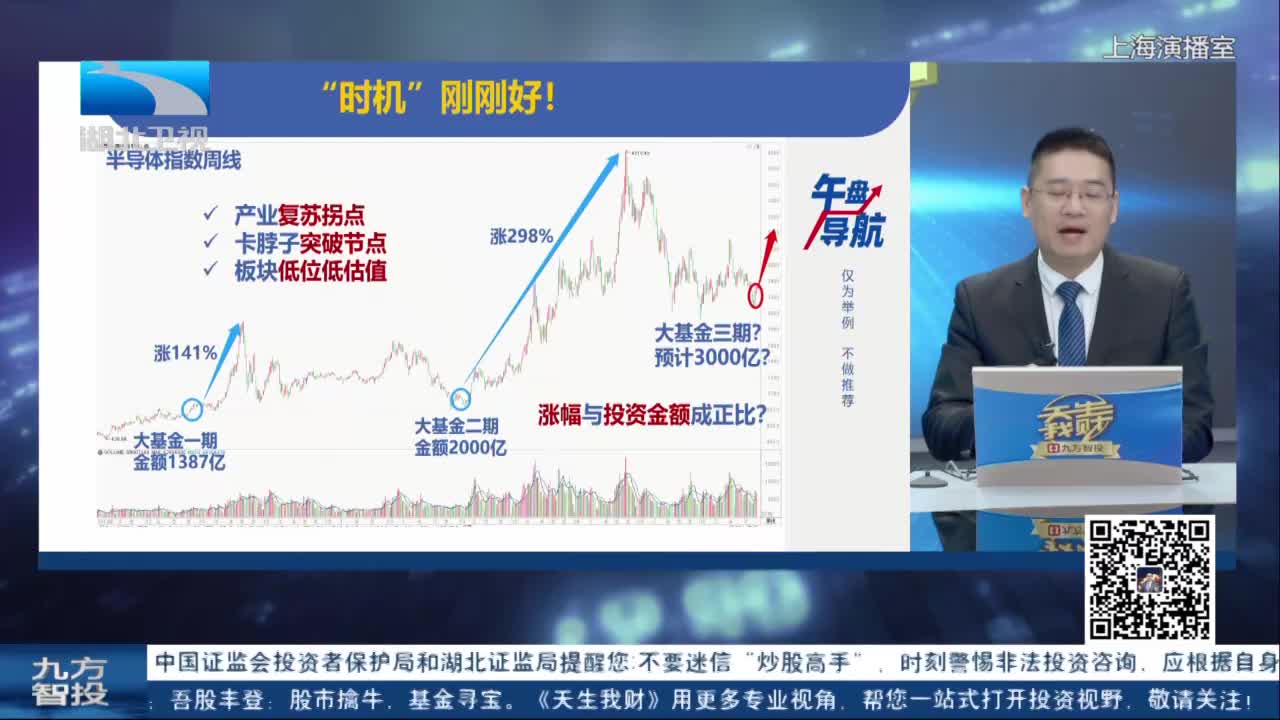 上海演播室
湖北卫视
“时机”刚刚好!
半导体指数周线
✓ 产业复苏拐点
✓ 卡脖子突破节点
✓ 板块低位低估值
涨141%
涨298%
大基金一期
金额1387亿
大基金二期
金额2000亿
大基金三期?
预计3000亿?
涨幅与投资金额成正比?
午盘
导航
仅为举例 不做推荐
天生
我财
九方智投
九方
智投
中国证监会投资者保护局和湖北证监局提醒您:不要迷信“炒股高手”,时刻警惕非法投资咨询,应根据自身
：吾股丰登：股市擒牛，基金寻宝。《天生我财》用更多专业视角，帮您一站式打开投资视野，敬请关注！